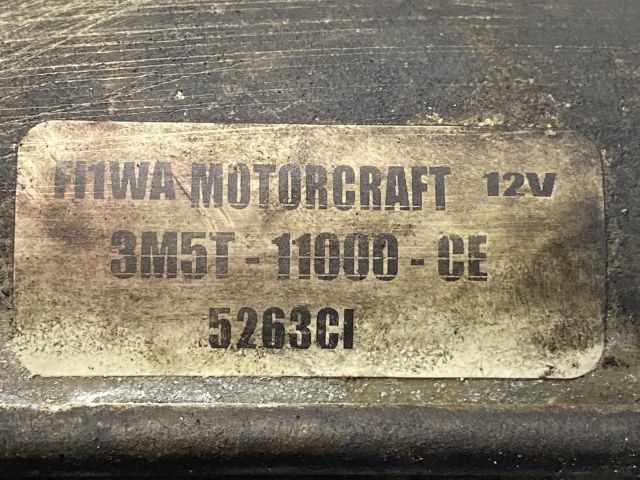 FI1WA MOTORCRAFT 12V
3M5T - 11000 - CE
5263CI